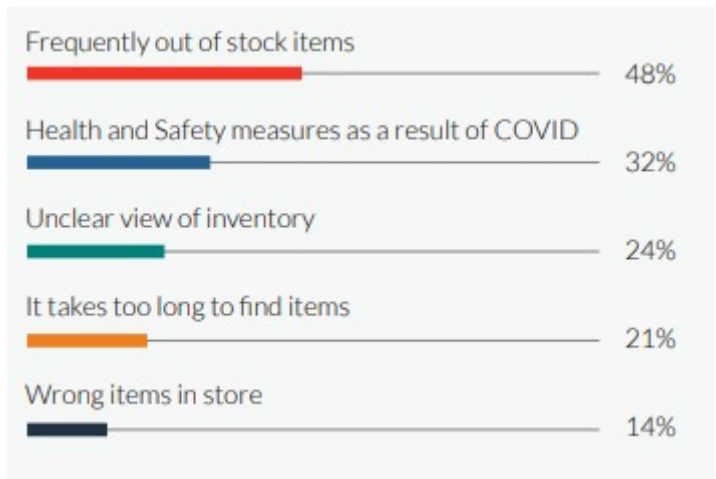 Frequently out of stock items
48%
Health and Safety measures as a result of COVID
32%
Unclear view of inventory
24%
It takes too long to find items
21%
Wrong items in store
14%